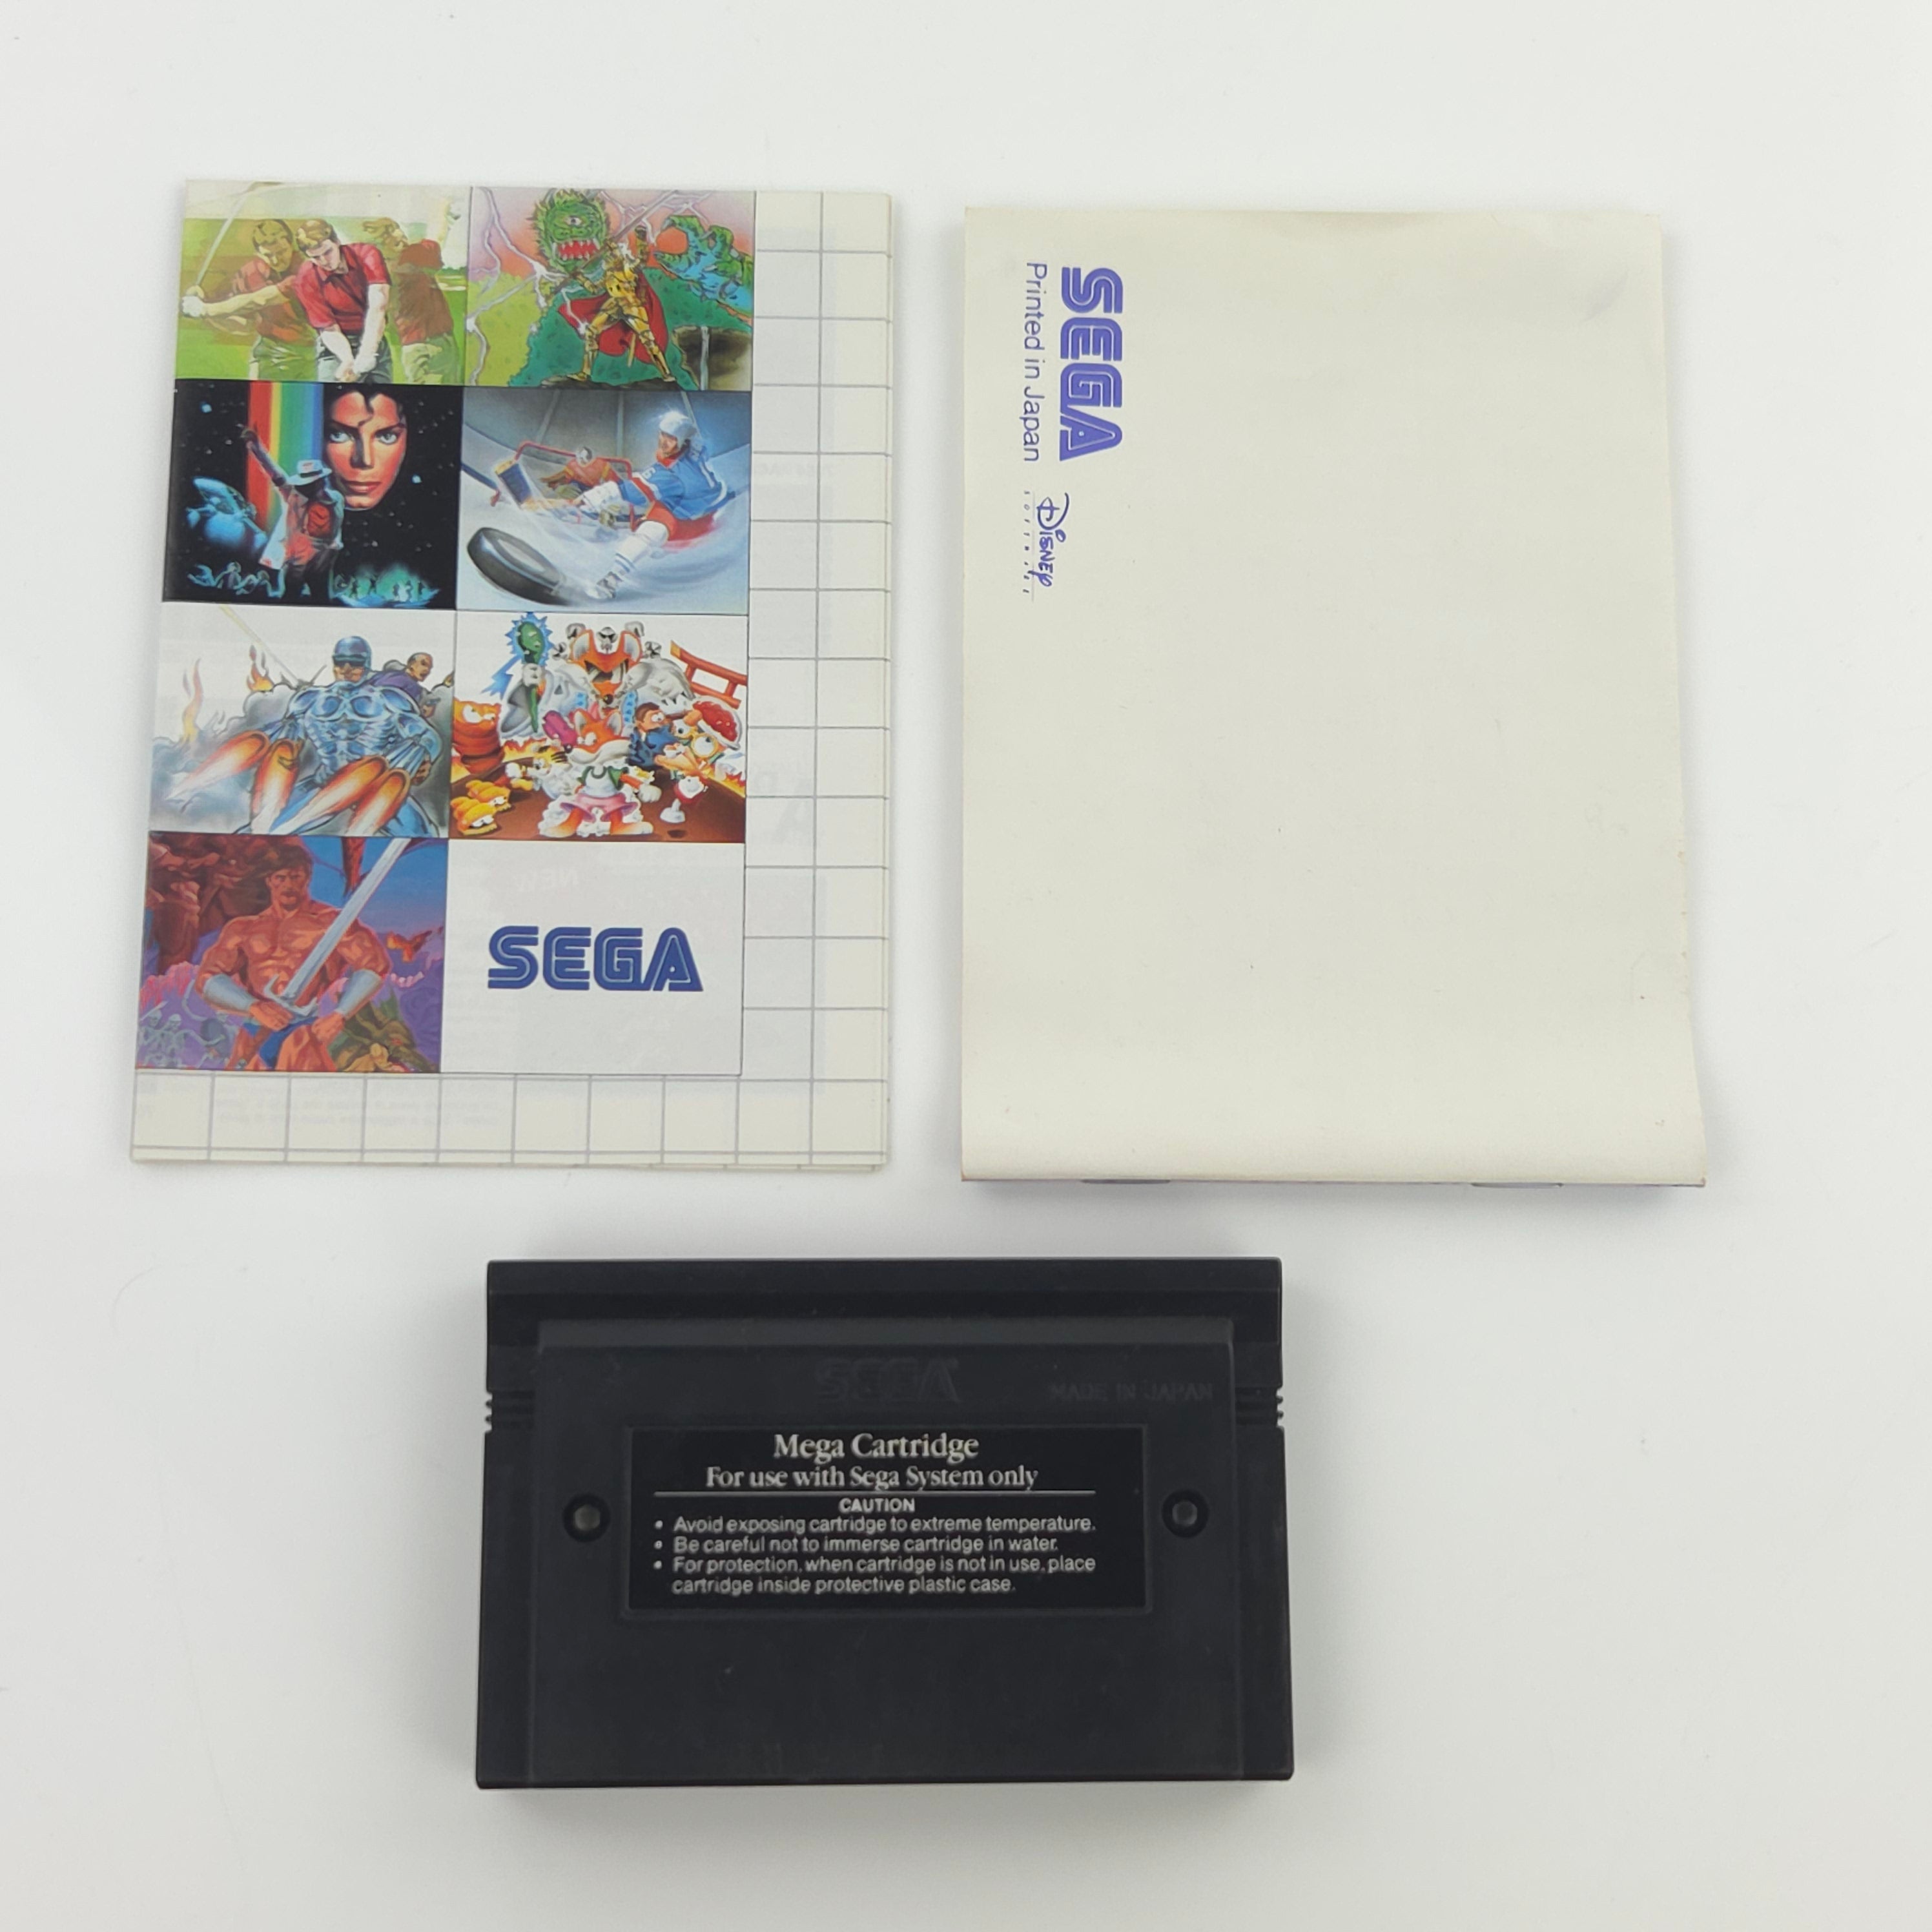 SEGA
SEGA
Printed in Japan
Disney
SOFTWARE
SEGA
MADE IN JAPAN
Mega Cartridge
For use with Sega System only
CAUTION
• Avoid exposing cartridge to extreme temperature.
• Be careful not to immerse cartridge in water.
• For protection, when cartridge is not in use, place
cartridge inside protective plastic case.